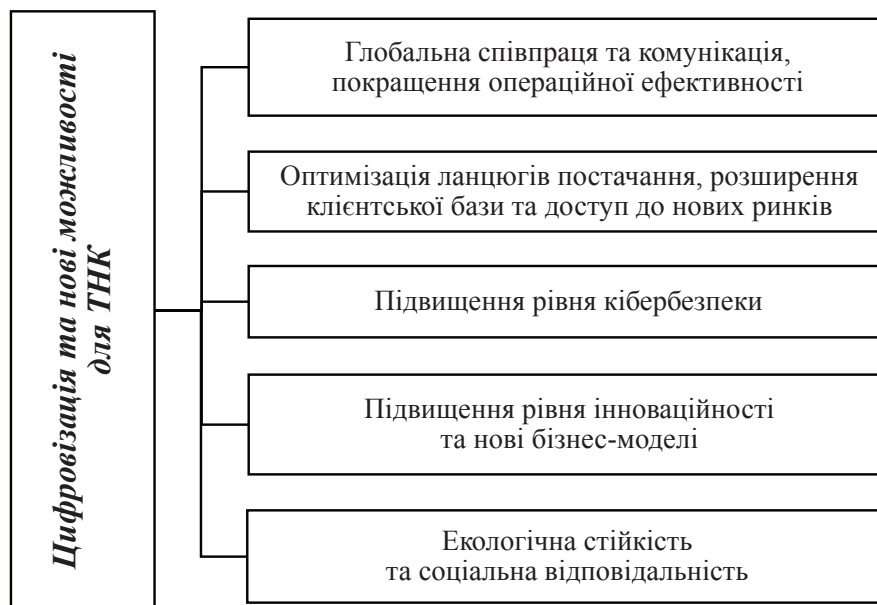 Цифровізація та нові можливості
для ТНК
Глобальна співпраця та комунікація,
покращення операційної ефективності
Оптимізація ланцюгів постачання, розширення
клієнтської бази та доступ до нових ринків
Підвищення рівня кібербезпеки
Підвищення рівня інноваційності
та нові бізнес-моделі
Екологічна стійкість
та соціальна відповідальність